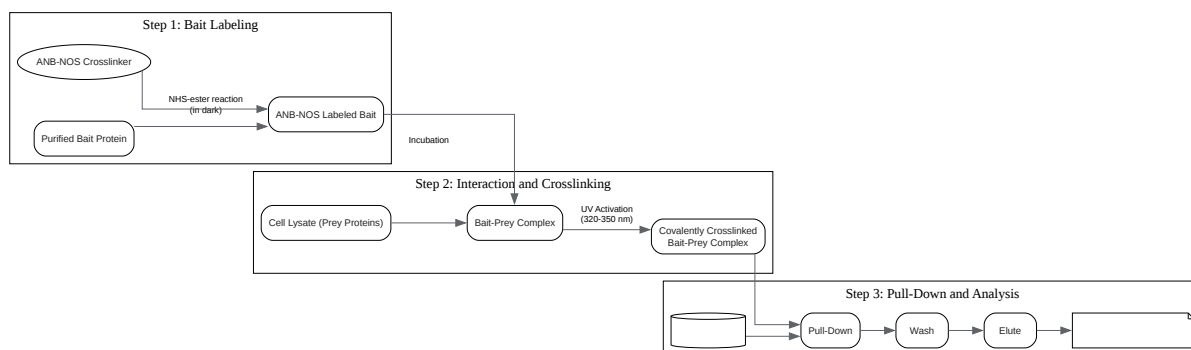 Step 1: Bait Labeling
ANB-NOS Crosslinker
NHS-ester reaction
(in dark)
ANB-NOS Labeled Bait
Purified Bait Protein
Incubation
Step 2: Interaction and Crosslinking
Cell Lysate (Prey Proteins)
Bait-Prey Complex
UV Activation
(320-350 nm)
Covalently Crosslinked
Bait-Prey Complex
Step 3: Pull-Down and Analysis
Pull-Down
Wash
Elute